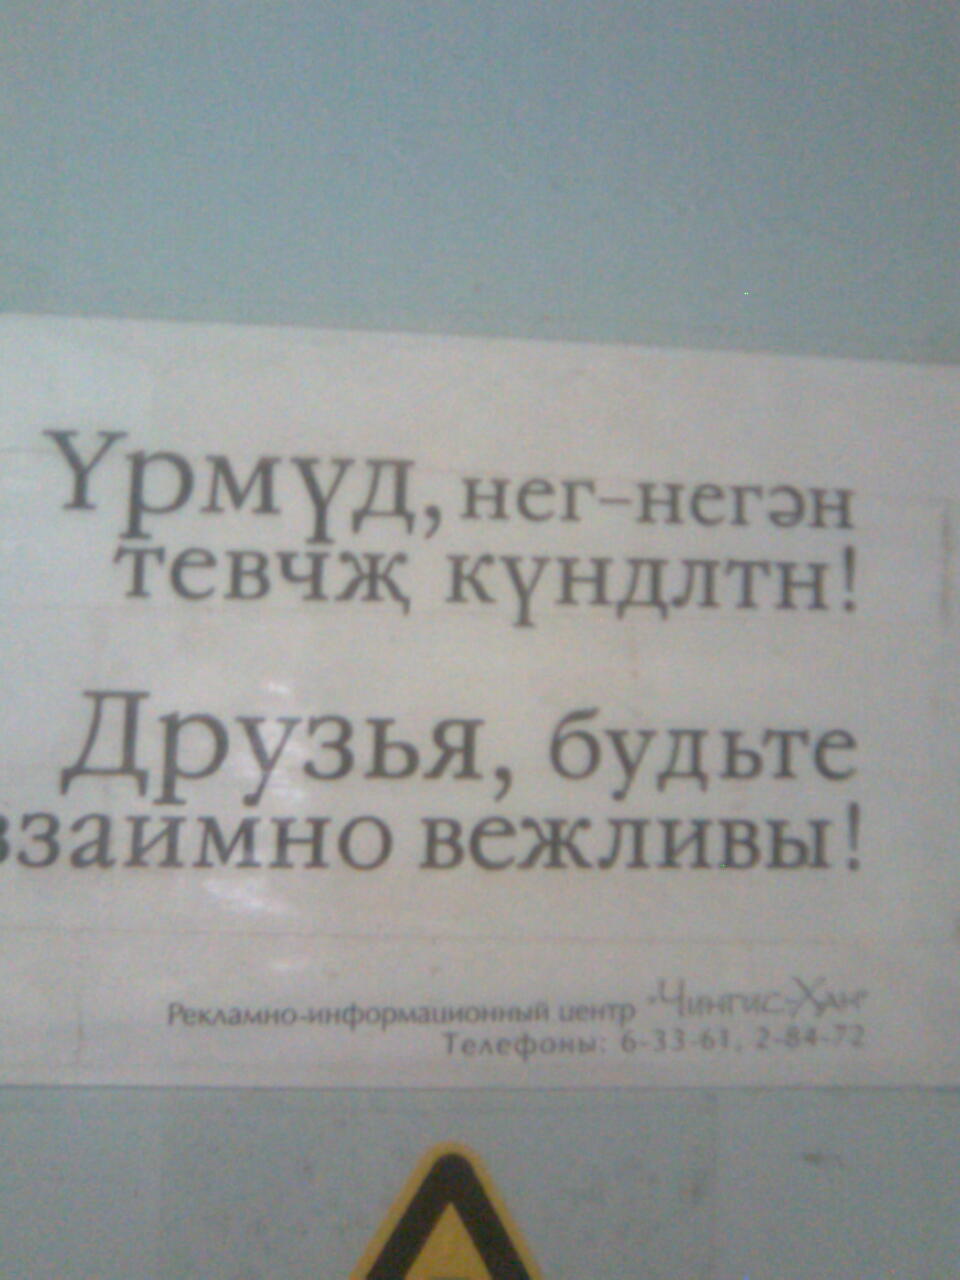 Үрмүд, нег-негән
тевчҗ күндлтн!
Друзья, будьте
взаимно вежливы!
Рекламно-информационный центр "Чингис-Хан"
Телефоны: 6-33-61, 2-84-72